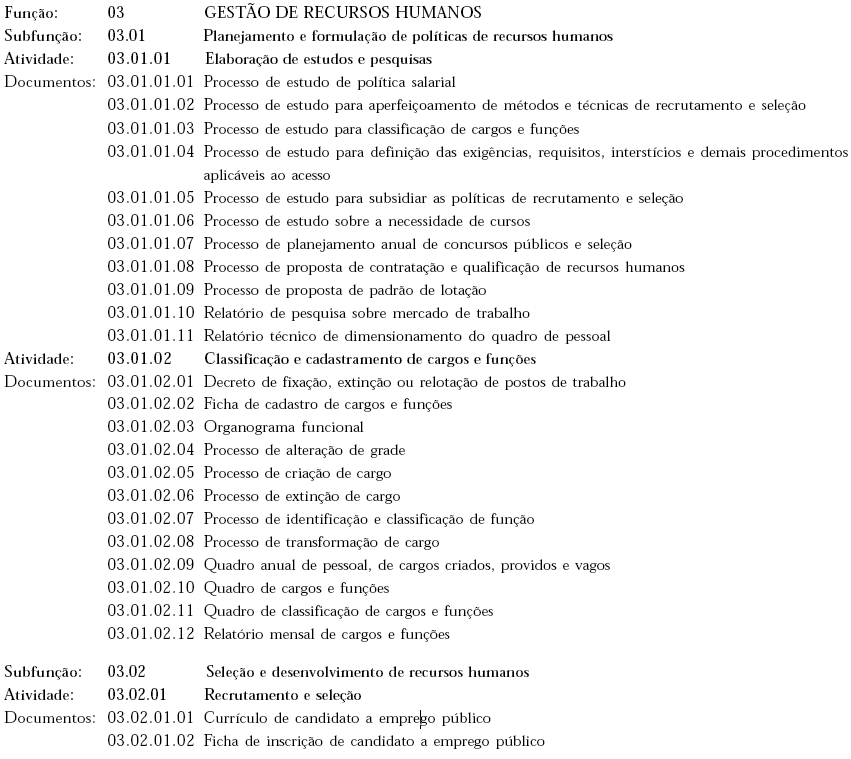 Função: 03 GESTÃO DE RECURSOS HUMANOS
Subfunção: 03.01 Planejamento e formulação de políticas de recursos humanos
Atividade: 03.01.01 Elaboração de estudos e pesquisas
Documentos: 03.01.01.01 Processo de estudo de política salarial
03.01.01.02 Processo de estudo para aperfeiçoamento de métodos e técnicas de recrutamento e seleção
03.01.01.03 Processo de estudo para classificação de cargos e funções
03.01.01.04 Processo de estudo para definição das exigências, requisitos, interstícios e demais procedimentos
aplicáveis ao acesso
03.01.01.05 Processo de estudo para subsidiar as políticas de recrutamento e seleção
03.01.01.06 Processo de estudo sobre a necessidade de cursos
03.01.01.07 Processo de planejamento anual de concursos públicos e seleção
03.01.01.08 Processo de proposta de contratação e qualificação de recursos humanos
03.01.01.09 Processo de proposta de padrão de lotação
03.01.01.10 Relatório de pesquisa sobre mercado de trabalho
03.01.01.11 Relatório técnico de dimensionamento do quadro de pessoal
Atividade: 03.01.02 Classificação e cadastramento de cargos e funções
Documentos: 03.01.02.01 Decreto de fixação, extinção ou relotação de postos de trabalho
03.01.02.02 Ficha de cadastro de cargos e funções
03.01.02.03 Organograma funcional
03.01.02.04 Processo de alteração de grade
03.01.02.05 Processo de criação de cargo
03.01.02.06 Processo de extinção de cargo
03.01.02.07 Processo de identificação e classificação de função
03.01.02.08 Processo de transformação de cargo
03.01.02.09 Quadro anual de pessoal, de cargos criados, providos e vagos
03.01.02.10 Quadro de cargos e funções
03.01.02.11 Quadro de classificação de cargos e funções
03.01.02.12 Relatório mensal de cargos e funções
Subfunção: 03.02 Seleção e desenvolvimento de recursos humanos
Atividade: 03.02.01 Recrutamento e seleção
Documentos: 03.02.01.01 Currículo de candidato a emprego público
03.02.01.02 Ficha de inscrição de candidato a emprego público